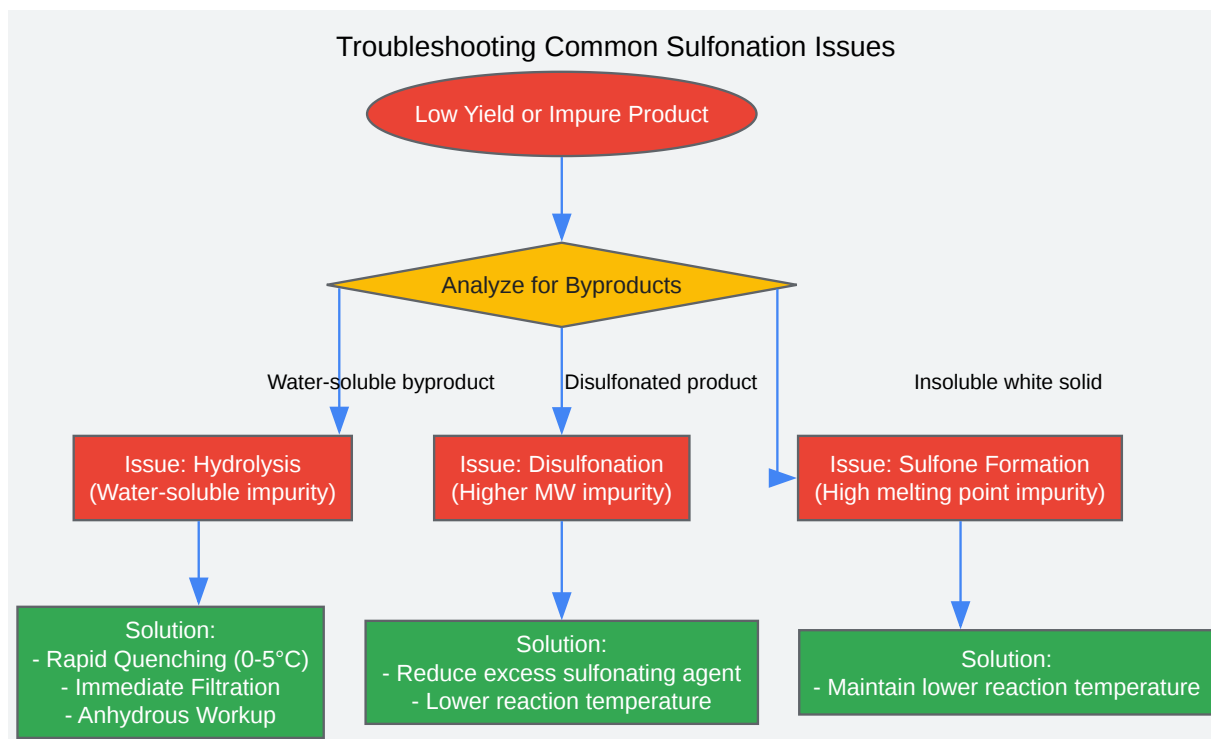 Troubleshooting Common Sulfonation Issues
Low Yield or Impure Product
Analyze for Byproducts
Water-soluble byproduct
Disulfonated product
Insoluble white solid
Issue: Hydrolysis
(Water-soluble impurity)
Issue: Disulfonation
(Higher MW impurity)
Issue: Sulfone Formation
(High melting point impurity)
Solution:
- Rapid Quenching (0-5°C)
- Immediate Filtration
- Anhydrous Workup
Solution:
- Reduce excess sulfonating agent
- Lower reaction temperature
Solution:
- Maintain lower reaction temperature